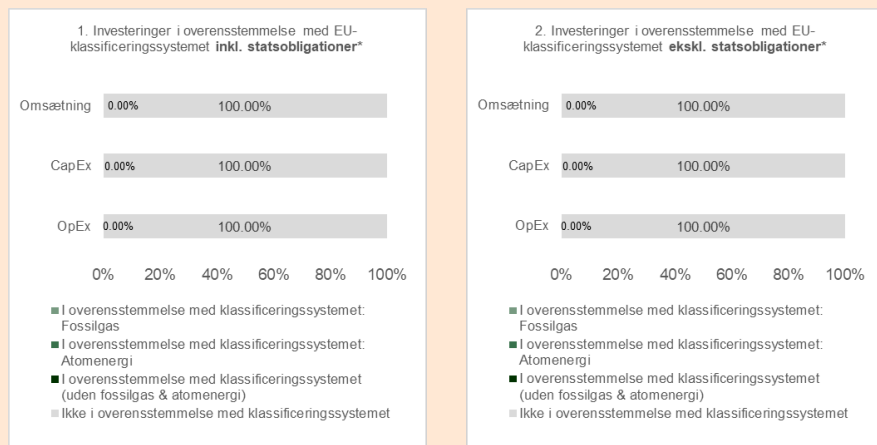 1. Investeringer i overensstemmelse med EU-
klassificeringssystemet inkl. statsobligationer*
Omsætning 0.00% 100.00%
CapEx 0.00% 100.00%
OpEx 0.00% 100.00%
0% 20% 40% 60% 80% 100%
I overensstemmelse med klassificeringssystemet:
Fossilgas
I overensstemmelse med klassificeringssystemet:
Atomenergi
I overensstemmelse med klassificeringssystemet
(uden fossilgas & atomenergi)
Ikke i overensstemmelse med klassificeringssystemet
2. Investeringer i overensstemmelse med EU-
klassificeringssystemet ekskl. statsobligationer*
Omsætning 0.00% 100.00%
CapEx 0.00% 100.00%
OpEx 0.00% 100.00%
0% 20% 40% 60% 80% 100%
I overensstemmelse med klassificeringssystemet:
Fossilgas
I overensstemmelse med klassificeringssystemet:
Atomenergi
I overensstemmelse med klassificeringssystemet
(uden fossilgas & atomenergi)
Ikke i overensstemmelse med klassificeringssystemet